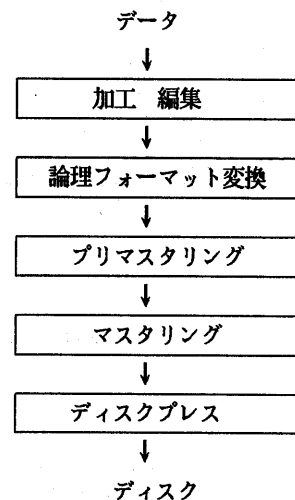 データ
加工　編集
論理フォーマット変換
プリマスタリング
マスタリング
ディスクプレス
ディスク